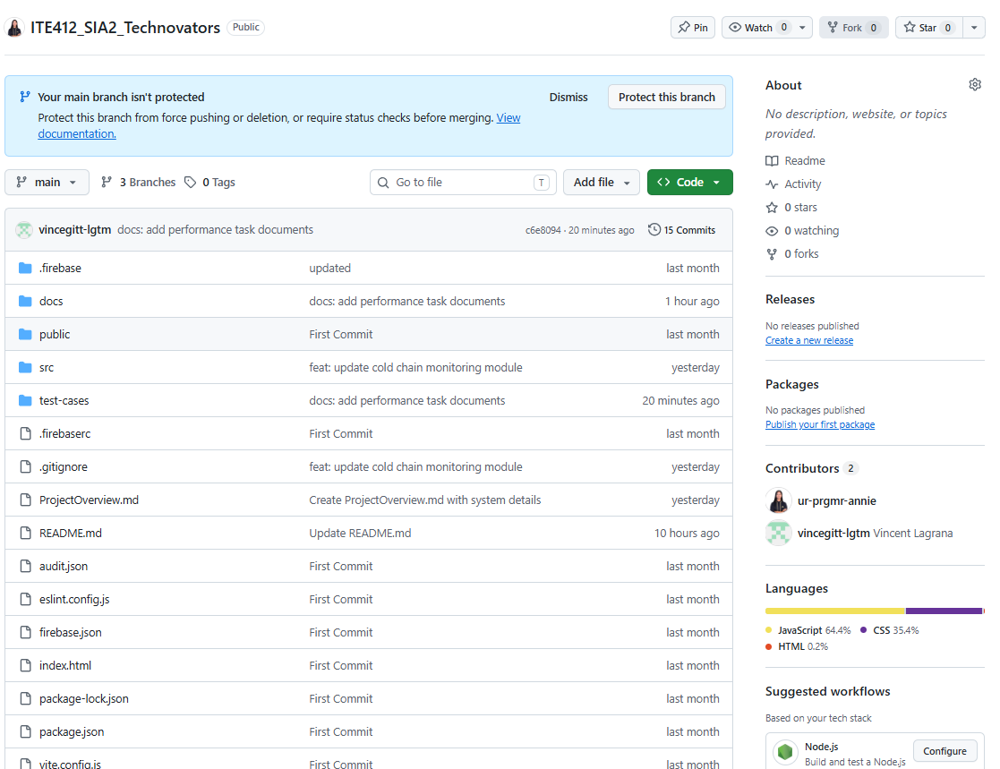 ITE412_SIA2_Technovators Public
Pin Watch 0 Fork 0 Star 0
Your main branch isn't protected
Protect this branch from force pushing or deletion, or require status checks before merging. View
documentation.
Dismiss Protect this branch
main 3 Branches 0 Tags
Go to file T Add file Code
vincegitt-lgtm docs: add performance task documents c6e8094 · 20 minutes ago 15 Commits
.firebase updated last month
docs docs: add performance task documents 1 hour ago
public First Commit last month
src feat: update cold chain monitoring module yesterday
test-cases docs: add performance task documents 20 minutes ago
.firebaserc First Commit last month
.gitignore feat: update cold chain monitoring module yesterday
ProjectOverview.md Create ProjectOverview.md with system details yesterday
README.md Update README.md 10 hours ago
audit.json First Commit last month
eslint.config.js First Commit last month
firebase.json First Commit last month
index.html First Commit last month
package-lock.json First Commit last month
package.json First Commit last month
vite.config.js First Commit last month
About
No description, website, or topics
provided.
Readme
Activity
0 stars
0 watching
0 forks
Releases
No releases published
Create a new release
Packages
No packages published
Publish your first package
Contributors 2
ur-prgmr-annie
vincegitt-lgtm Vincent Lagrana
Languages
JavaScript 64.4% CSS 35.4%
HTML 0.2%
Suggested workflows
Based on your tech stack
Node.js
Build and test a Node.js
Configure